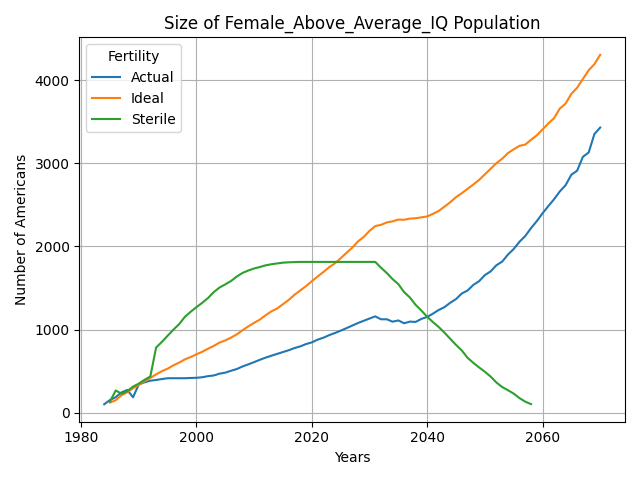 Size of Female_Above_Average_IQ Population
Fertility
Actual
Ideal
Sterile
Number of Americans
4000
3000
2000
1000
0
1980
2000
2020
2040
2060
Years